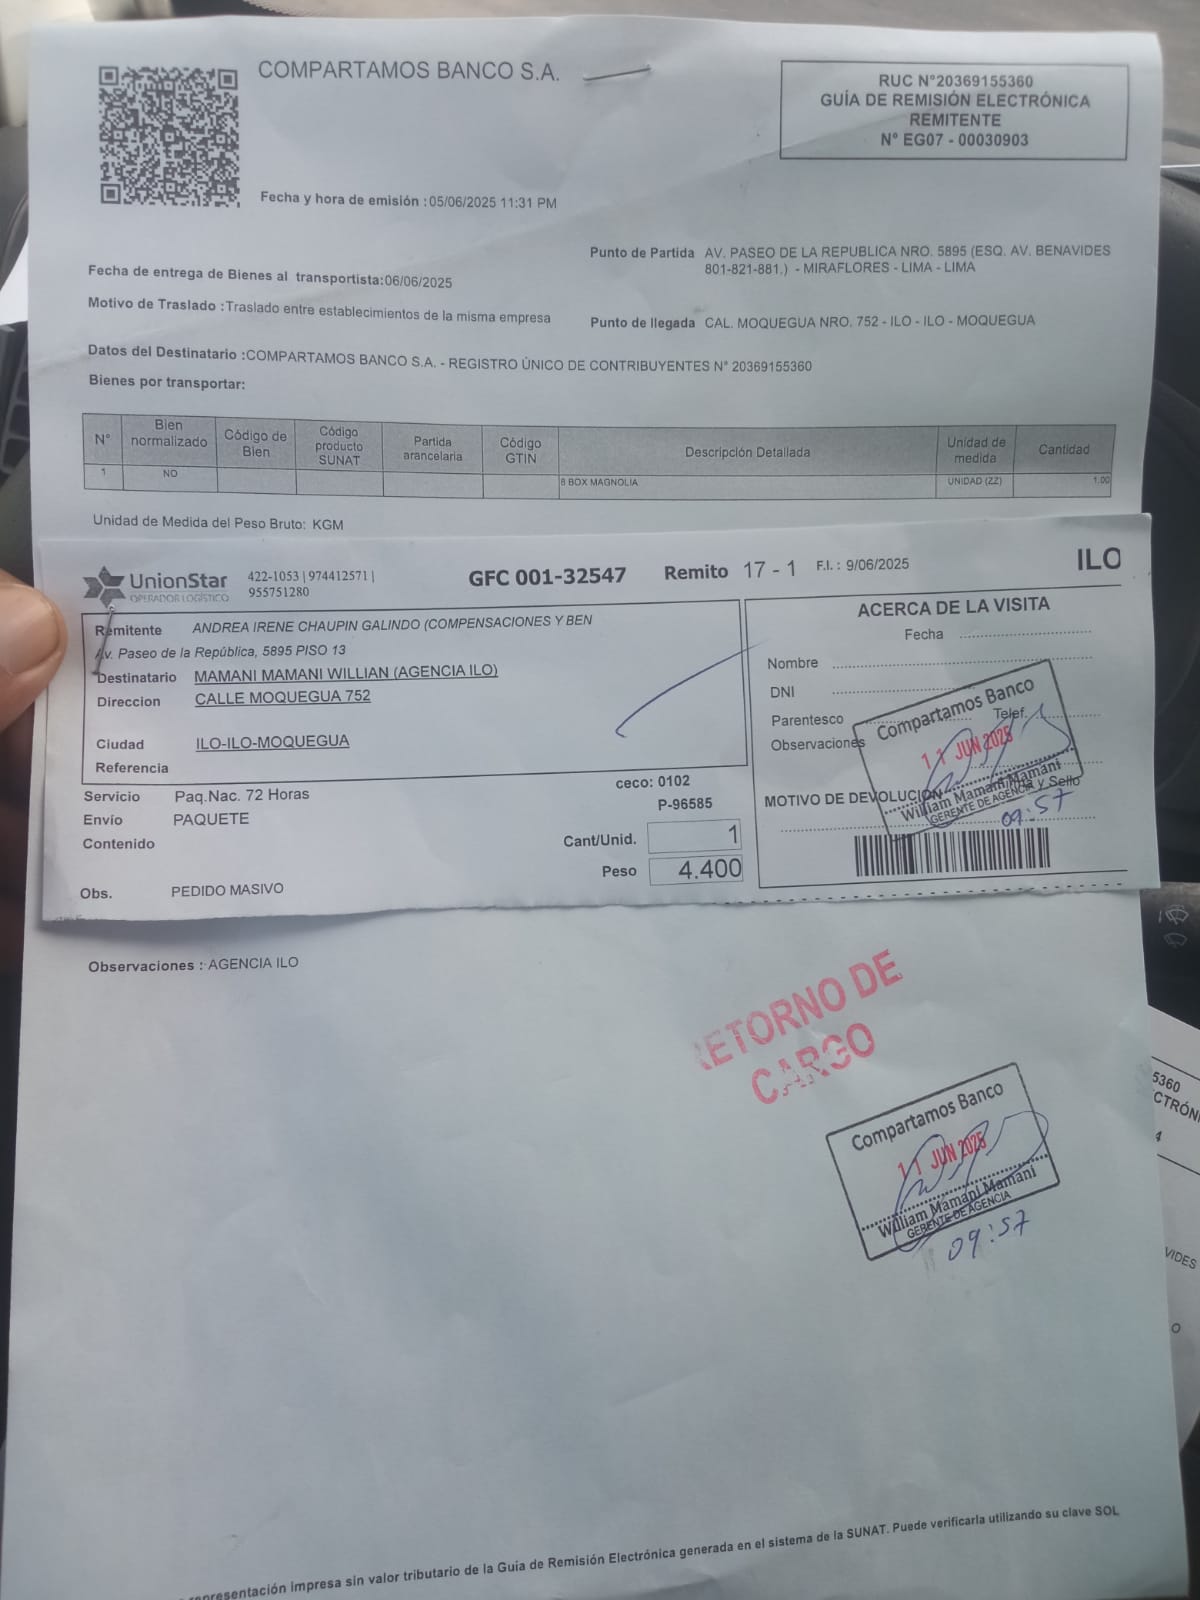 COMPARTAMOS BANCO S.A.
RUC N°20369155360
GUÍA DE REMISIÓN ELECTRÓNICA
REMITENTE
N° EG07 - 00030903
Fecha y hora de emisión :05/06/2025 11:31 PM
Punto de Partida AV. PASEO DE LA REPUBLICA NRO. 5895 (ESQ. AV. BENAVIDES
801-821-881.) - MIRAFLORES - LIMA - LIMA
Fecha de entrega de Bienes al transportista:06/06/2025
Motivo de Traslado :Traslado entre establecimientos de la misma empresa
Punto de llegada CAL. MOQUEGUA NRO. 752 - ILO - ILO - MOQUEGUA
Datos del Destinatario :COMPARTAMOS BANCO S.A. - REGISTRO ÚNICO DE CONTRIBUYENTES N° 20369155360
Bienes por transportar:
N° Bien normalizado Código de Bien Código producto SUNAT Partida arancelaria Código GTIN Descripción Detallada Unidad de medida Cantidad
1 NO 8 BOX MAGNOLIA UNIDAD (ZZ) 1.00
Unidad de Medida del Peso Bruto: KGM
UnionStar
OPERADOR LOGÍSTICO
422-1053 | 974412571 |
955751280
GFC 001-32547
Remito 17 - 1 F.I. : 9/06/2025
ILO
Remitente ANDREA IRENE CHAUPIN GALINDO (COMPENSACIONES Y BEN
Av. Paseo de la República, 5895 PISO 13
Destinatario MAMANI MAMANI WILLIAN (AGENCIA ILO)
Direccion CALLE MOQUEGUA 752
Ciudad ILO-ILO-MOQUEGUA
Referencia
Servicio Paq.Nac. 72 Horas
Envío PAQUETE
Contenido
Obs. PEDIDO MASIVO
ceco: 0102
P-96585
Cant/Unid. 1
Peso 4.400
ACERCA DE LA VISITA
Fecha
Nombre
DNI
Parentesco
Telef.
Observaciones
MOTIVO DE DEVOLUCIÓN
y Sello
Compartamos Banco
11 JUN 2025
William Mamani Mamani
GERENTE DE AGENCIA
09:57
Observaciones : AGENCIA ILO
RETORNO DE
CARGO
Compartamos Banco
11 JUN 2025
William Mamani Mamani
GERENTE DE AGENCIA
09:57
representación impresa sin valor tributario de la Guía de Remisión Electrónica generada en el sistema de la SUNAT. Puede verificarla utilizando su clave SOL
5360
CTRÓNI
4
VIDES
O